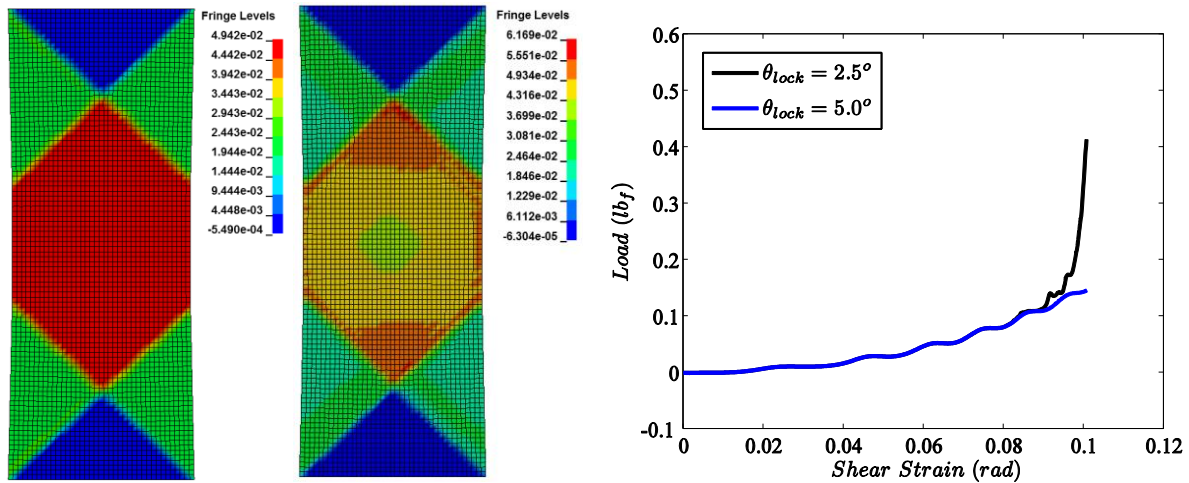 Fringe Levels
4.942e-02
4.442e-02
3.942e-02
3.443e-02
2.943e-02
2.443e-02
1.944e-02
1.444e-02
9.444e-03
4.448e-03
-5.490e-04
Fringe Levels
6.169e-02
5.551e-02
4.934e-02
4.316e-02
3.699e-02
3.081e-02
2.464e-02
1.846e-02
1.229e-02
6.112e-03
-6.304e-05
0.6
0.5
0.4
0.3
0.2
0.1
0
-0.1
Load (lb_f)
θ_lock = 2.5°
θ_lock = 5.0°
0 0.02 0.04 0.06 0.08 0.1 0.12
Shear Strain (rad)